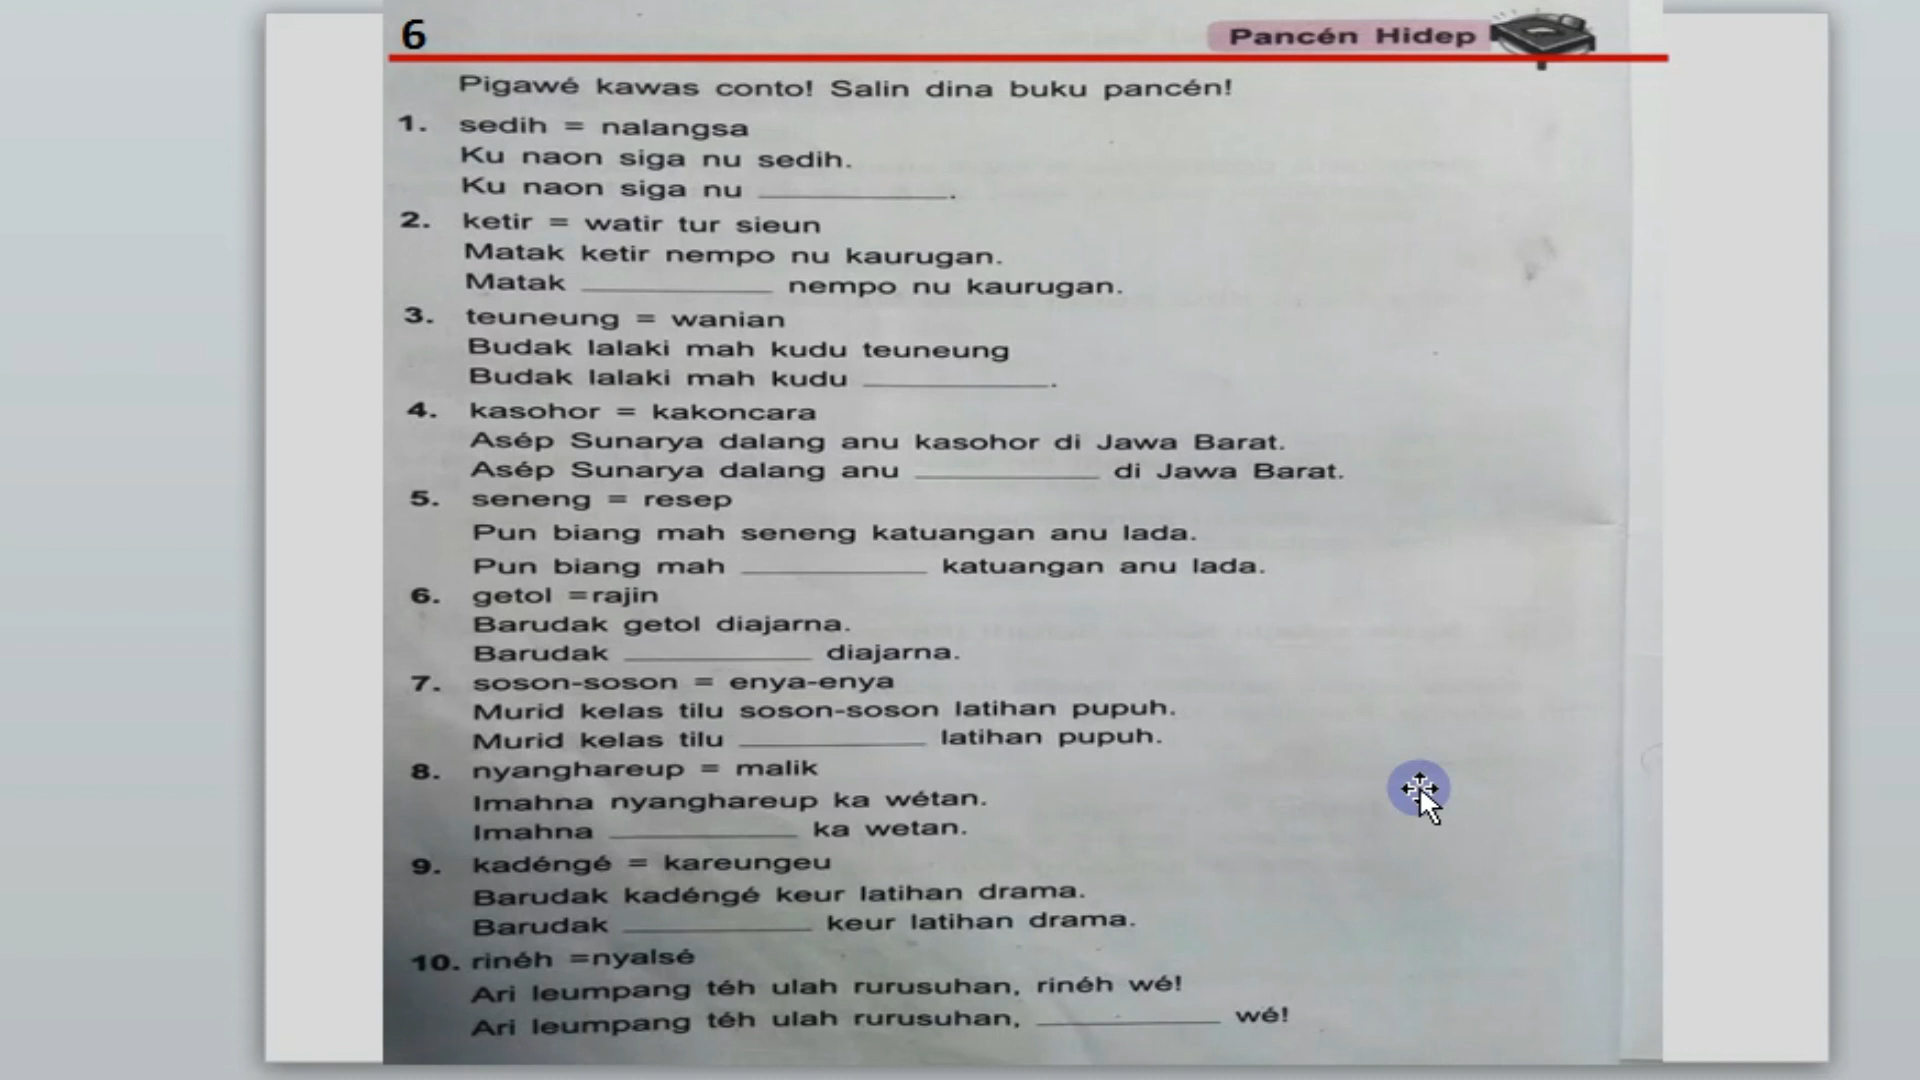 6
Pancén Hidep
Pigawé kawas conto! Salin dina buku pancén!
1. sedih = nalangsa
Ku naon siga nu sedih.
Ku naon siga nu ____________.
2. ketir = watir tur sieun
Matak ketir nempo nu kaurugan.
Matak ____________ nempo nu kaurugan.
3. teuneung = wanian
Budak lalaki mah kudu teuneung
Budak lalaki mah kudu ____________.
4. kasohor = kakoncara
Asép Sunarya dalang anu kasohor di Jawa Barat.
Asép Sunarya dalang anu ____________ di Jawa Barat.
5. seneng = resep
Pun biang mah seneng katuangan anu lada.
Pun biang mah ____________ katuangan anu lada.
6. getol =rajin
Barudak getol diajarna.
Barudak ____________ diajarna.
7. soson-soson = enya-enya
Murid kelas tilu soson-soson latihan pupuh.
Murid kelas tilu ____________ latihan pupuh.
8. nyanghareup = malik
Imahna nyanghareup ka wétan.
Imahna ____________ ka wetan.
9. kadéngé = kareungeu
Barudak kadéngé keur latihan drama.
Barudak ____________ keur latihan drama.
10. rinéh =nyalsé
Ari leumpang téh ulah rurusuhan, rinéh wé!
Ari leumpang téh ulah rurusuhan, ____________ wé!